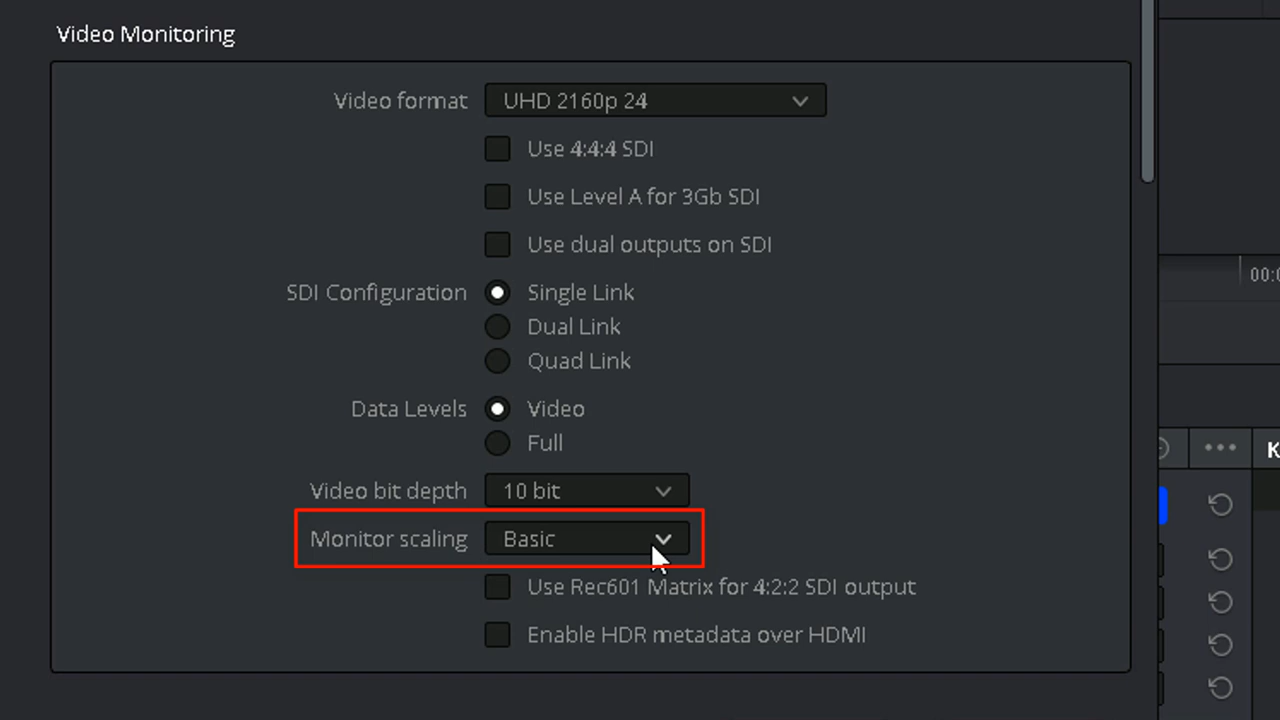 Video Monitoring
Video format UHD 2160p 24
Use 4:4:4 SDI
Use Level A for 3Gb SDI
Use dual outputs on SDI
SDI Configuration Single Link
Dual Link
Quad Link
Data Levels Video
Full
Video bit depth 10 bit
Monitor scaling Basic
Use Rec601 Matrix for 4:2:2 SDI output
Enable HDR metadata over HDMI
00:
K